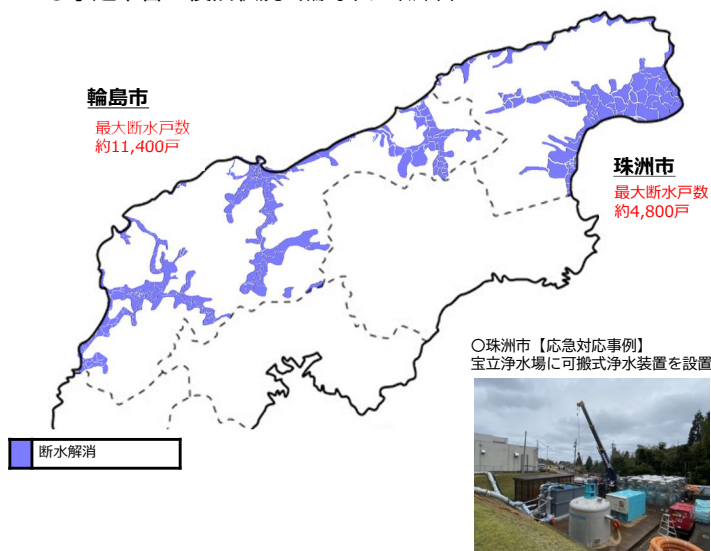 輪島市
最大断水戸数
約11,400戸
珠洲市
最大断水戸数
約4,800戸
〇珠洲市【応急対応事例】
宝立浄水場に可搬式浄水装置を設置
断水解消